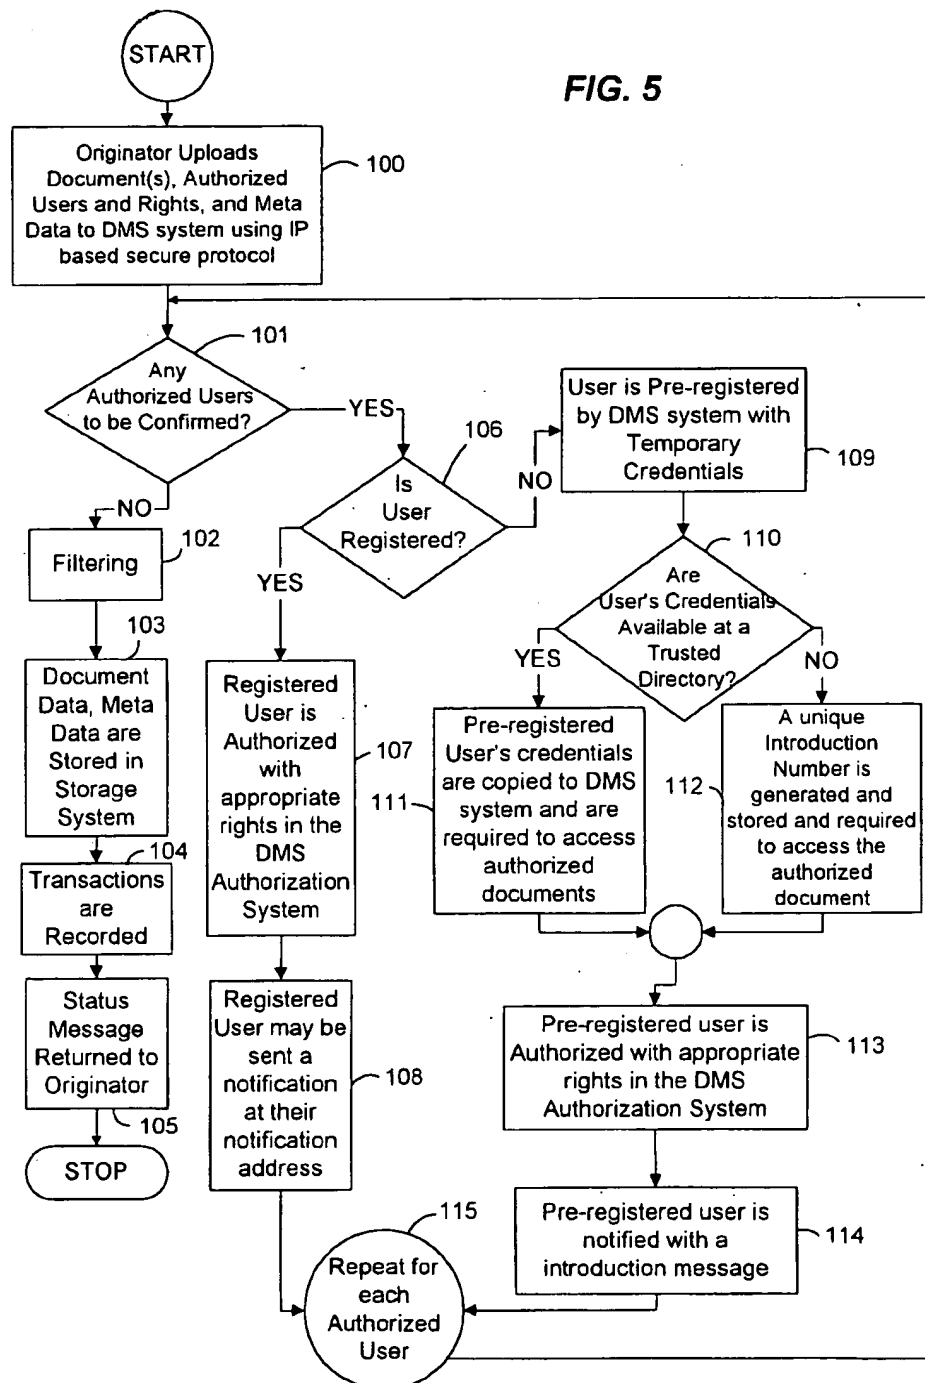 START
FIG. 5
Originator Uploads
Document(s), Authorized
Users and Rights, and Meta
Data to DMS system using IP
based secure protocol
100
101
Any
Authorized Users
to be Confirmed?
YES
NO
106
Is
User
Registered?
NO
YES
User is Pre-registered
by DMS system with
Temporary
Credentials
109
102
Filtering
110
Are
User's Credentials
Available at a
Trusted
Directory?
YES
NO
103
Document
Data, Meta
Data are
Stored in
Storage
System
Registered
User is
Authorized
with
appropriate
rights in the
DMS
Authorization
System
107
Pre-registered
User's credentials
are copied to DMS
system and are
required to access
authorized
documents
111
A unique
Introduction
Number is
generated and
stored and required
to access the
authorized
document
112
104
Transactions
are
Recorded
Status
Message
Returned to
Originator
105
STOP
Registered
User may be
sent a
notification
at their
notification
address
108
Pre-registered user is
Authorized with appropriate
rights in the DMS
Authorization System
113
Pre-registered user is
notified with a
introduction message
114
115
Repeat for
each
Authorized
User